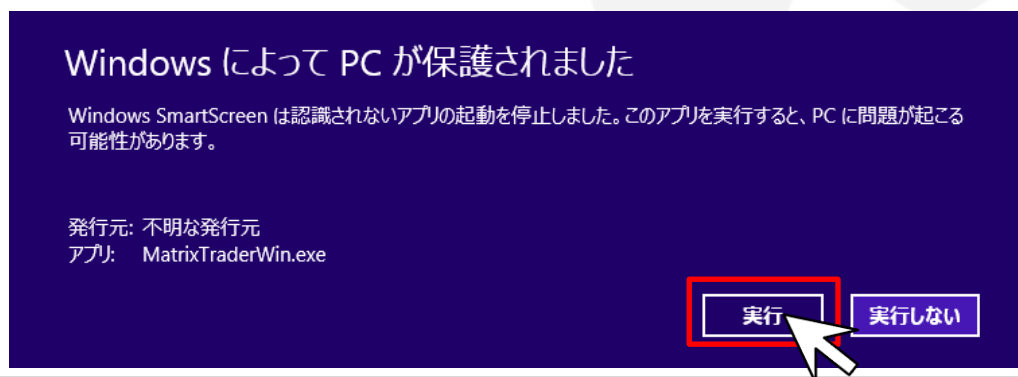 Windows によって PC が保護されました
Windows SmartScreen は認識されないアプリの起動を停止しました。このアプリを実行すると、PC に問題が起こる
可能性があります。
発行元: 不明な発行元
アプリ: MatrixTraderWin.exe
実行 実行しない